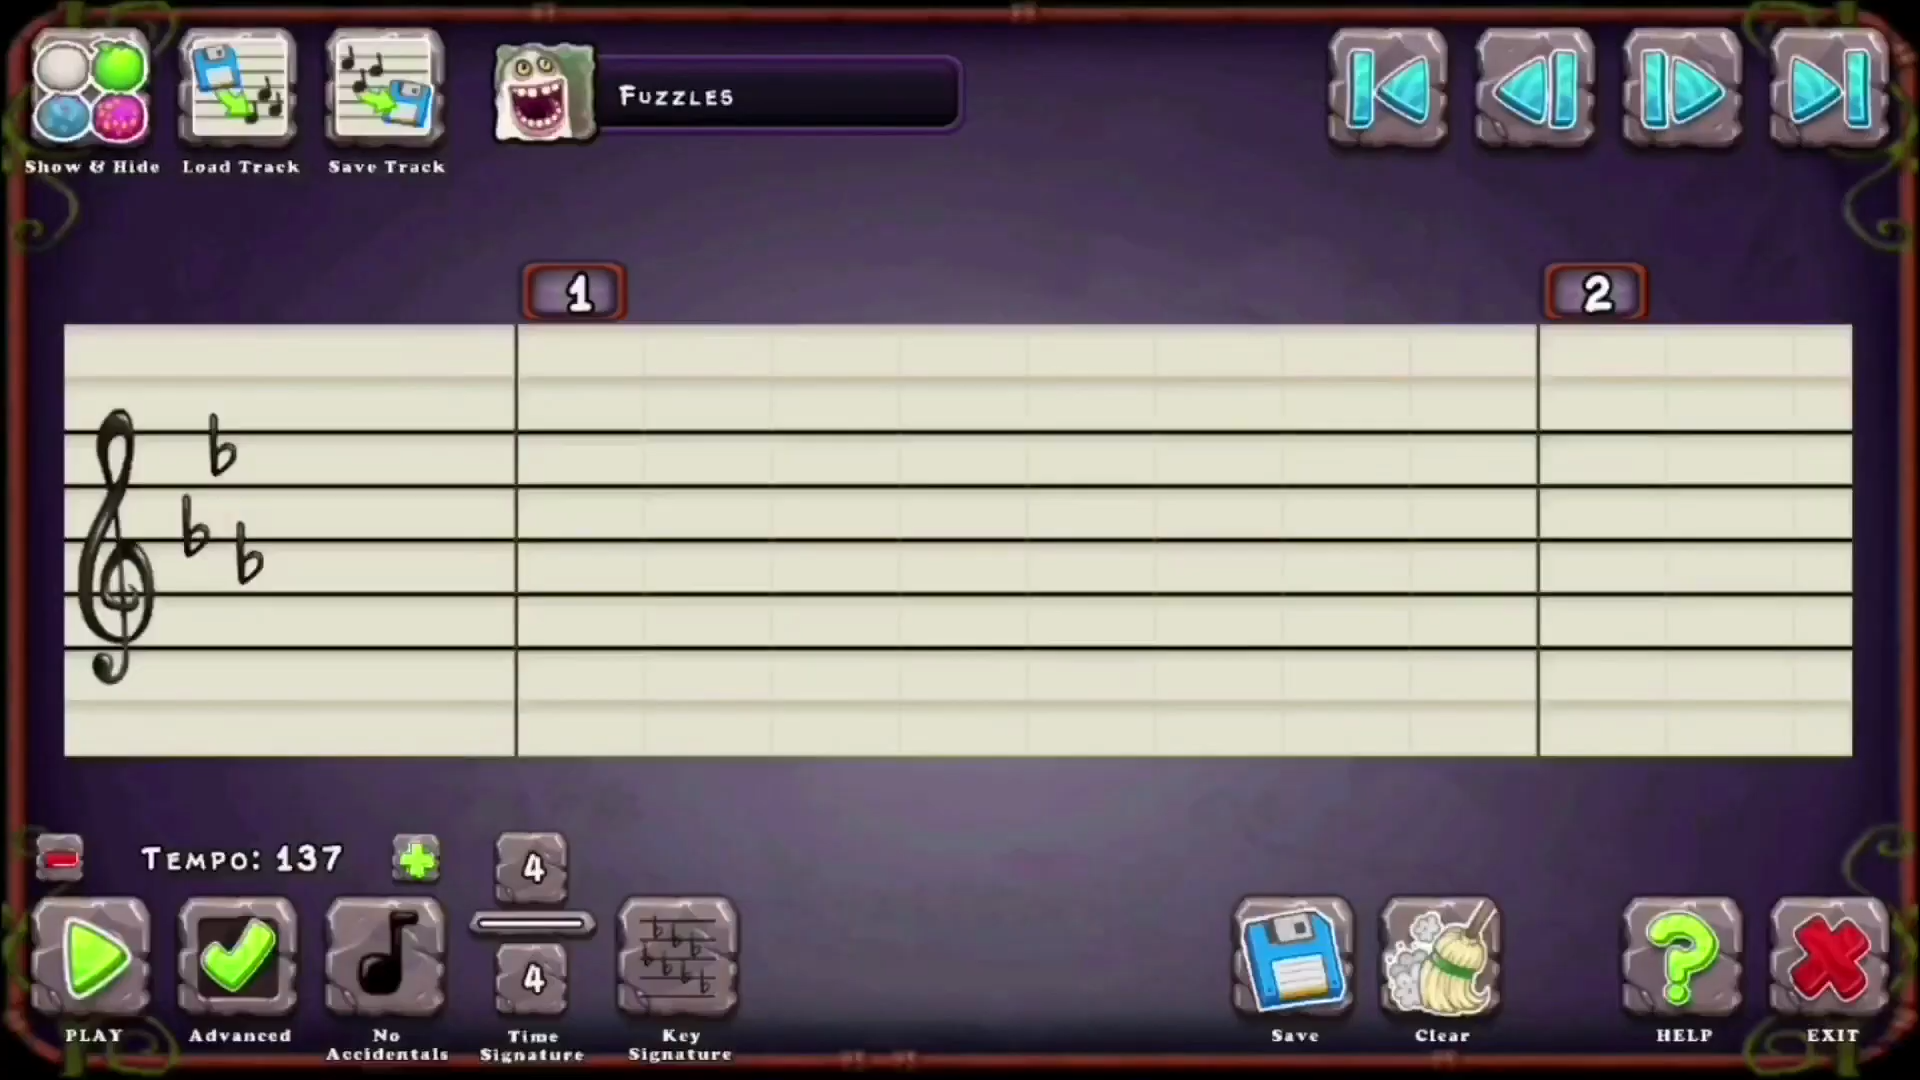 Show & Hide
Load Track
Save Track
Fuzzles
1
2
Tempo: 137
4
4
PLAY
Advanced
No
Accidentals
Time
Signature
Key
Signature
Save
Clear
HELP
EXIT